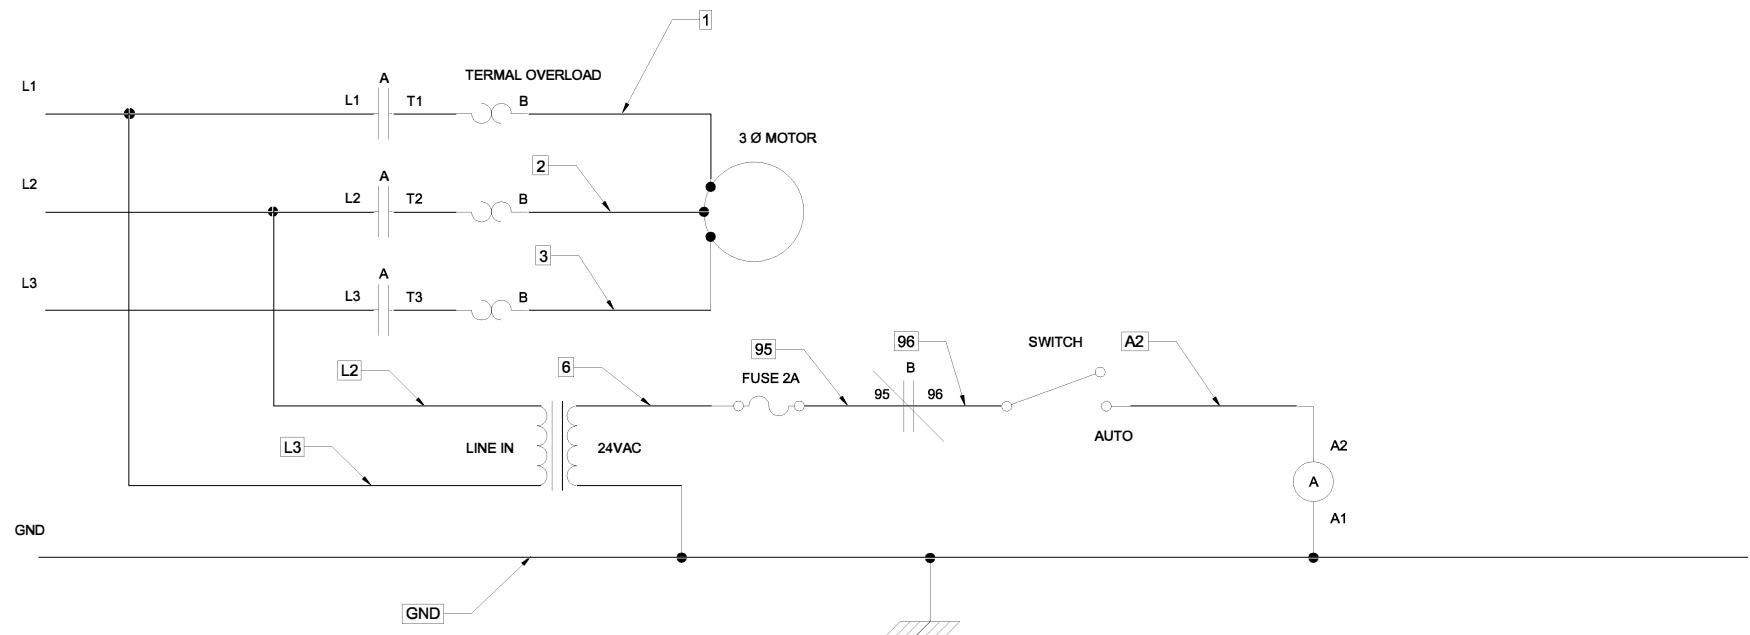 1
TERMAL OVERLOAD
A
L1
L1
T1
B
3 Ø MOTOR
2
A
L2
L2
T2
B
3
A
L3
L3
T3
B
95
96
SWITCH
A2
L2
6
FUSE 2A
B
95
96
AUTO
L3
LINE IN
24VAC
A2
A
A1
GND
GND